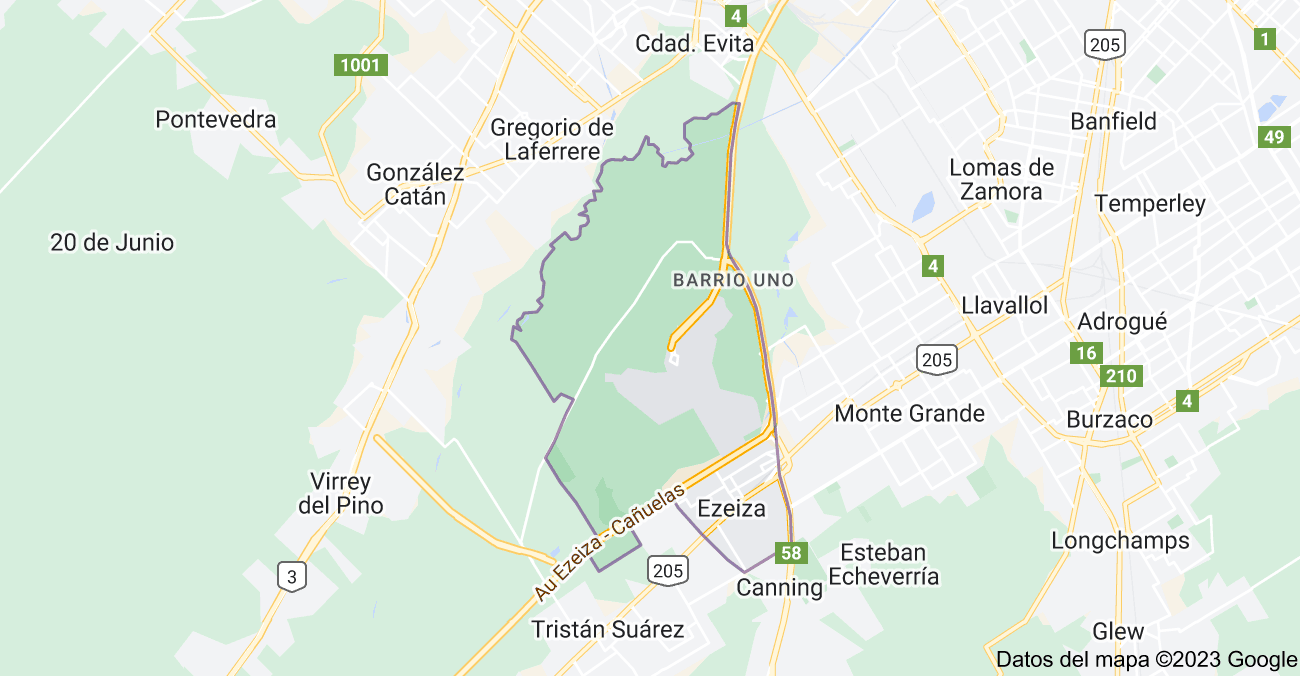 4
Cdad. Evita
205
1
1001
Pontevedra
Gregorio de
Laferrere
Banfield
49
González
Catán
Lomas de
Zamora
Temperley
20 de Junio
4
BARRIO UNO
Llavallol
Adrogué
16
205
210
4
Monte Grande
Burzaco
Virrey
del Pino
Au Ezeiza - Cañuelas
Ezeiza
58
Esteban
Echeverría
Longchamps
3
205
Canning
Tristán Suárez
Glew
Datos del mapa ©2023 Google